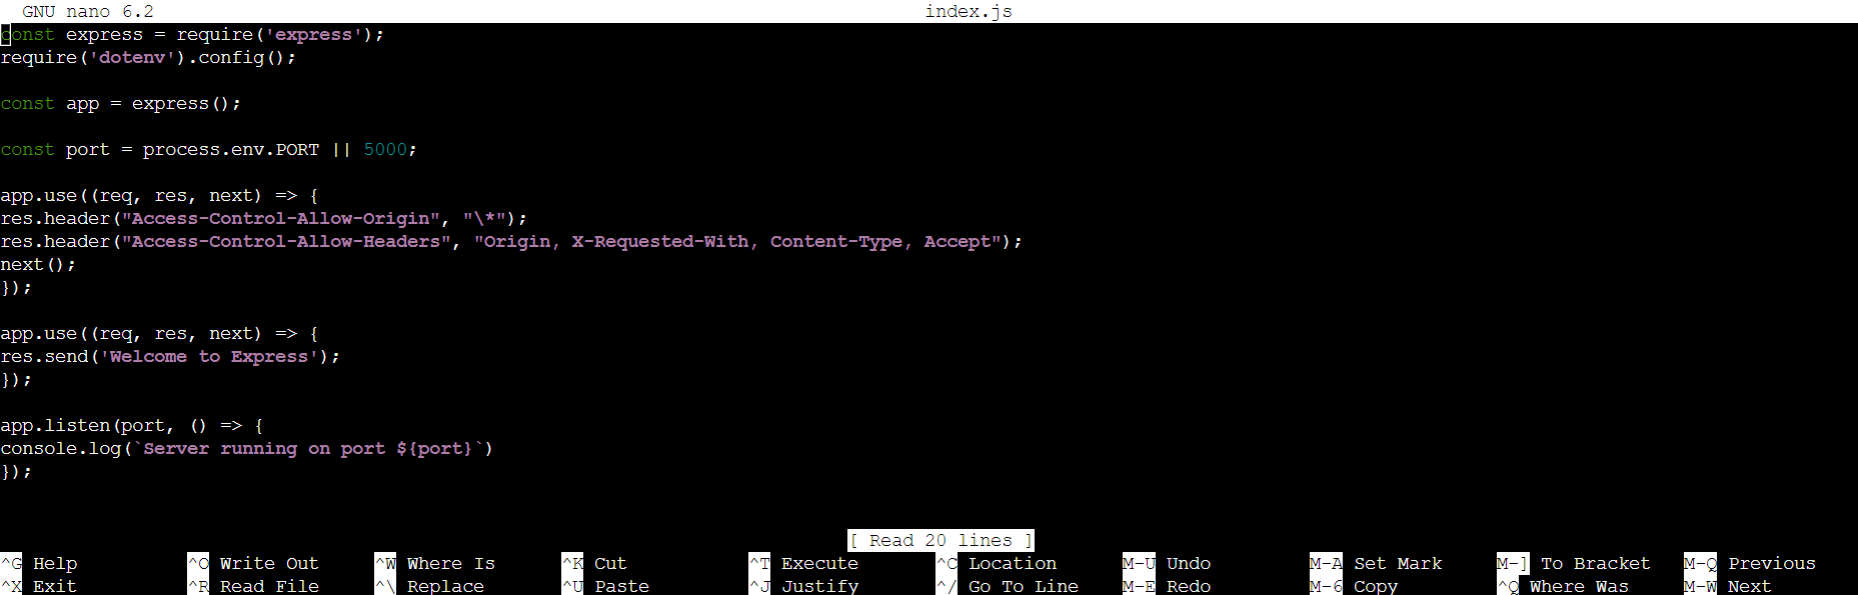 GNU nano 6.2 index.js
const express = require('express');
require('dotenv').config();
const app = express();
const port = process.env.PORT || 5000;
app.use((req, res, next) => {
res.header("Access-Control-Allow-Origin", "\*");
res.header("Access-Control-Allow-Headers", "Origin, X-Requested-With, Content-Type, Accept");
next();
});
app.use((req, res, next) => {
res.send('Welcome to Express');
});
app.listen(port, () => {
console.log(`Server running on port ${port}`)
});
[ Read 20 lines ]
^G Help ^O Write Out ^W Where Is ^K Cut ^T Execute ^C Location M-U Undo M-A Set Mark M-] To Bracket M-Q Previous
^X Exit ^R Read File ^\ Replace ^U Paste ^J Justify ^/ Go To Line M-E Redo M-6 Copy ^Q Where Was M-W Next